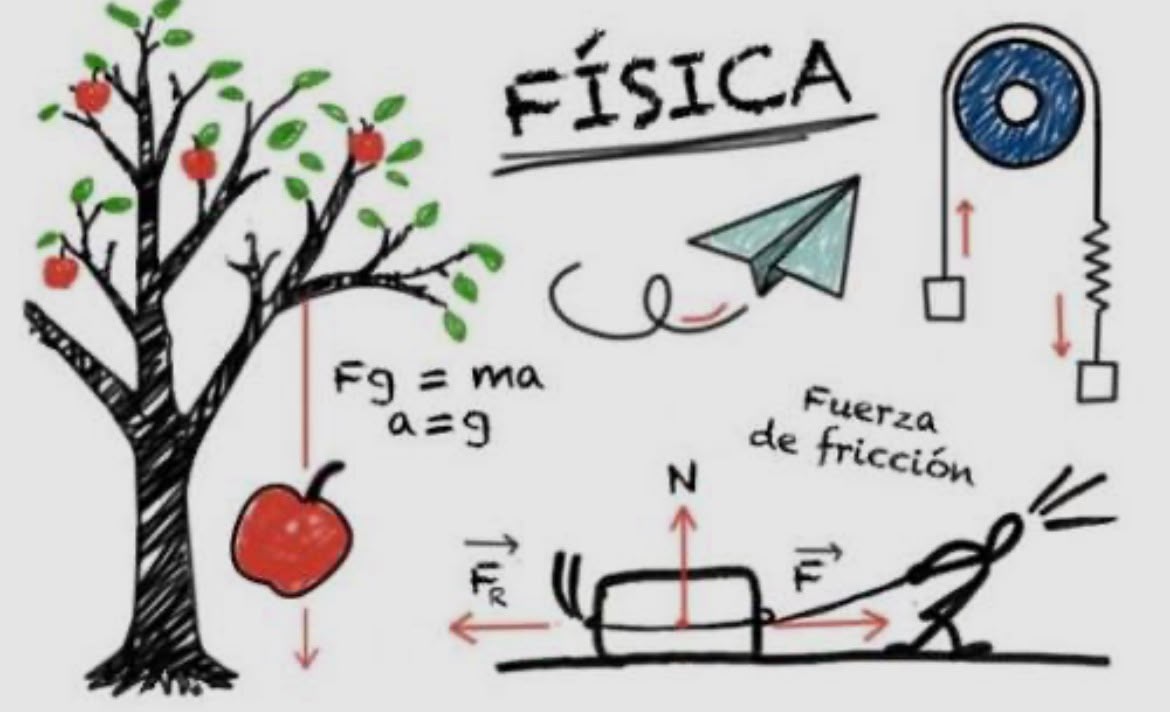 FÍSICA
Fg = ma
a = g
Fuerza
de fricción
N
F_R
F